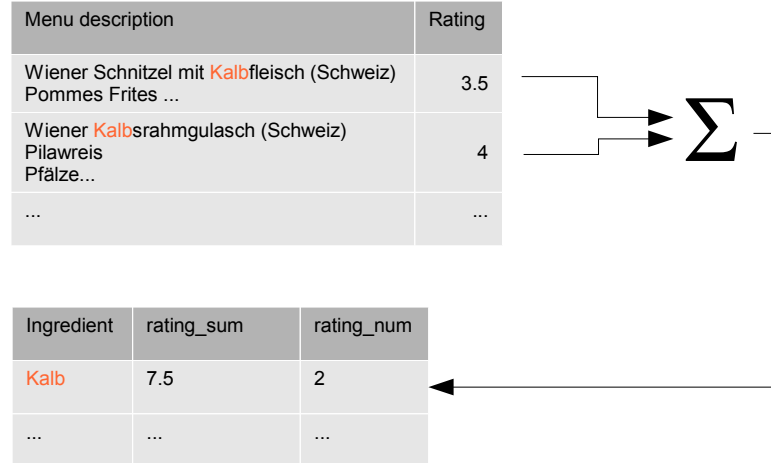 Menu description Rating
Wiener Schnitzel mit Kalbfleisch (Schweiz)
Pommes Frites ...
3.5
Wiener Kalbsrahmgulasch (Schweiz)
Pilawreis
Pfälze...
4
... ...
Σ
Ingredient rating_sum rating_num
Kalb 7.5 2
... ... ...